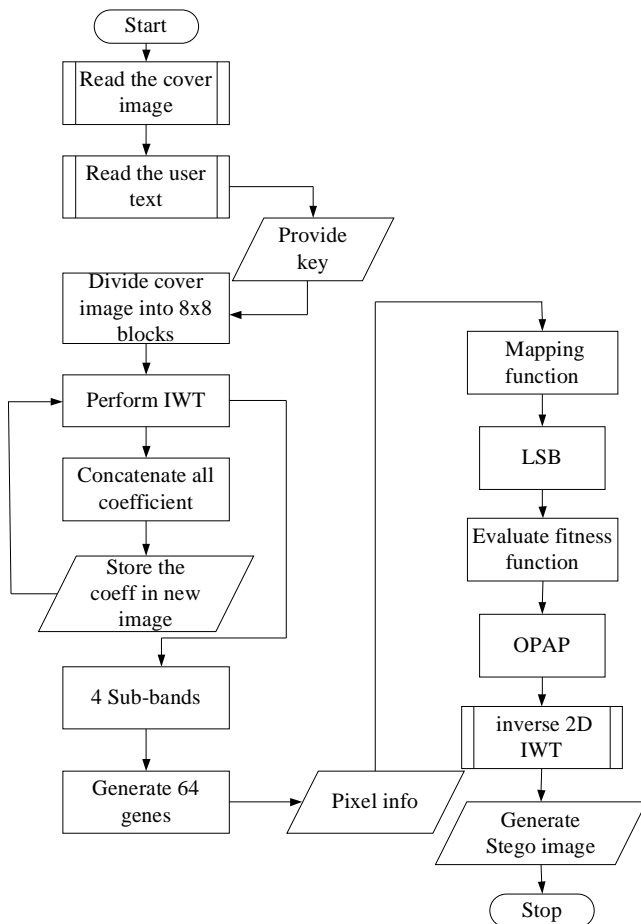 Start
Read the cover
image
Read the user
text
Provide
key
Divide cover
image into 8x8
blocks
Perform IWT
Concatenate all
coefficient
Store the
coeff in new
image
4 Sub-bands
Generate 64
genes
Pixel info
Mapping
function
LSB
Evaluate fitness
function
OPAP
inverse 2D
IWT
Generate
Stego image
Stop